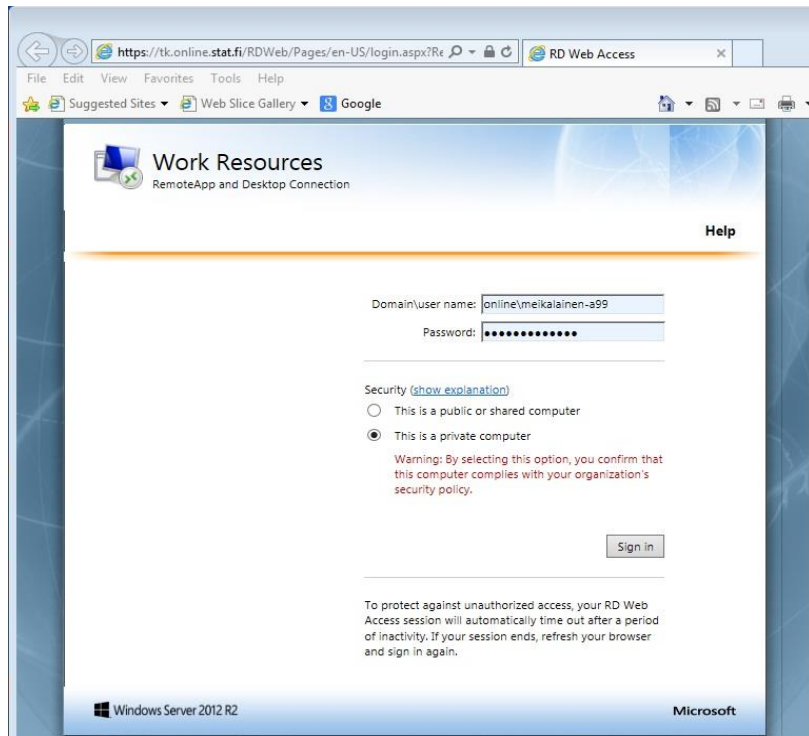 https://tk.online.stat.fi/RDWeb/Pages/en-US/login.aspx?Re
RD Web Access
File Edit View Favorites Tools Help
Suggested Sites Web Slice Gallery Google
Work Resources
RemoteApp and Desktop Connection
Help
Domain\user name: online\meikalainen-a99
Password: •••••••••••••
Security (show explanation)
This is a public or shared computer
This is a private computer
Warning: By selecting this option, you confirm that
this computer complies with your organization's
security policy.
Sign in
To protect against unauthorized access, your RD Web
Access session will automatically time out after a period
of inactivity. If your session ends, refresh your browser
and sign in again.
Windows Server 2012 R2
Microsoft